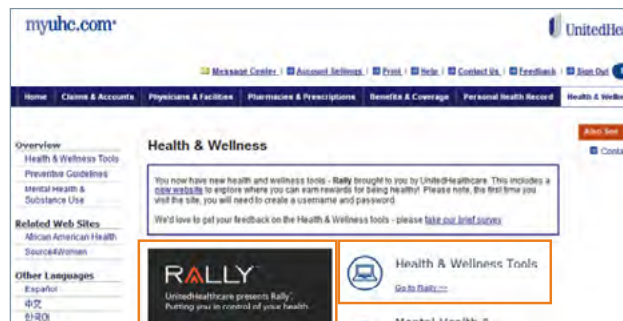 myuhc.com®
UnitedHea
Message Center | Account Settings | Print | Help | Contact Us | Feedback | Sign Out
Home Claims & Accounts Physicians & Facilities Pharmacies & Prescriptions Benefits & Coverage Personal Health Record Health & Welln
Also See
Conta
Overview
Health & Wellness Tools
Preventive Guidelines
Mental Health &
Substance Use
Related Web Sites
African American Health
Source4Women
Other Languages
Español
中文
한국어
Health & Wellness
You now have new health and wellness tools - Rally brought to you by UnitedHealthcare. This includes a
new website to explore where you can earn rewards for being healthy! Please note, the first time you
visit the site, you will need to create a username and password.
We'd love to get your feedback on the Health & Wellness tools - please take our brief survey
RALLY
UnitedHealthcare presents Rally.
Putting you in control of your health.
Health & Wellness Tools
Go to Rally
Mental Health &